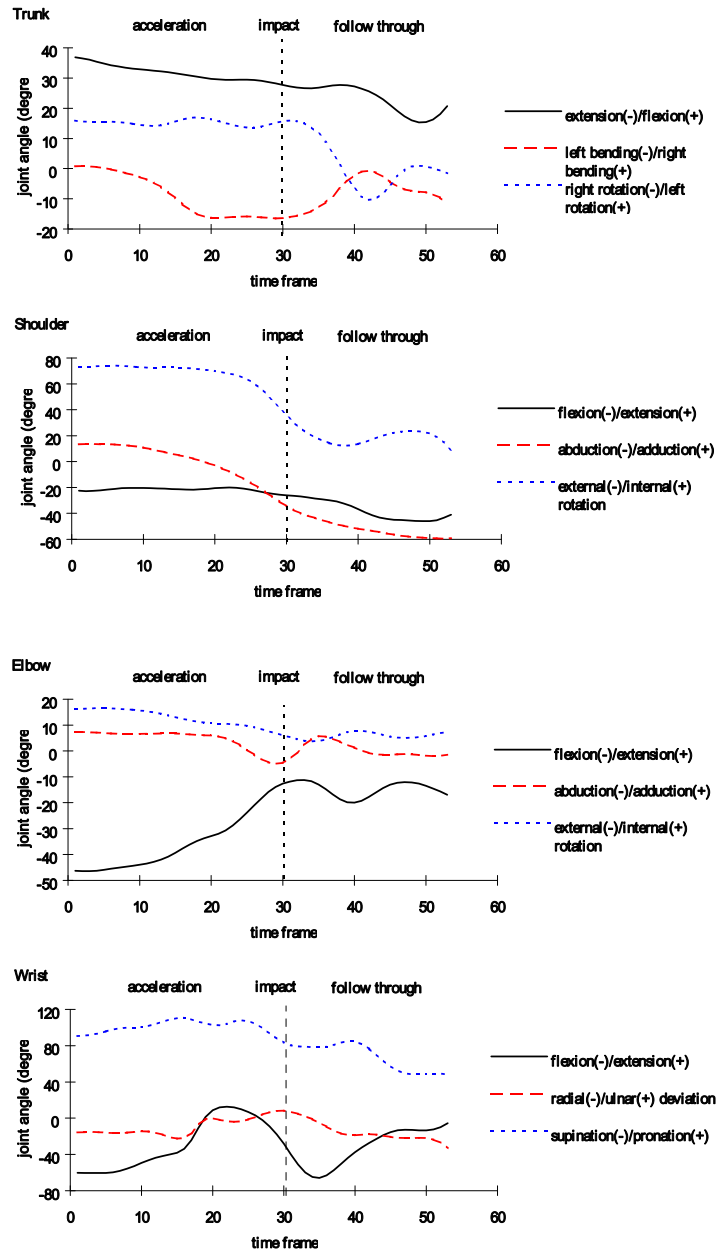 Trunk
acceleration impact follow through
joint angle (degre
40
30
20
10
0
-10
-20
0 10 20 30 40 50 60
time frame
extension(-)/flexion(+)
left bending(-)/right
bending(+)
right rotation(-)/left
rotation(+)
Shoulder
acceleration impact follow through
joint angle (degre
80
60
40
20
0
-20
-40
-60
0 10 20 30 40 50 60
time frame
flexion(-)/extension(+)
abduction(-)/adduction(+)
external(-)/internal(+)
rotation
Elbow
acceleration impact follow through
joint angle (degre
20
10
0
-10
-20
-30
-40
-50
0 10 20 30 40 50 60
time frame
flexion(-)/extension(+)
abduction(-)/adduction(+)
external(-)/internal(+)
rotation
Wrist
acceleration impact follow through
joint angle (degre
120
80
40
0
-40
-80
0 10 20 30 40 50 60
time frame
flexion(-)/extension(+)
radial(-)/ulnar(+) deviation
supination(-)/pronation(+)